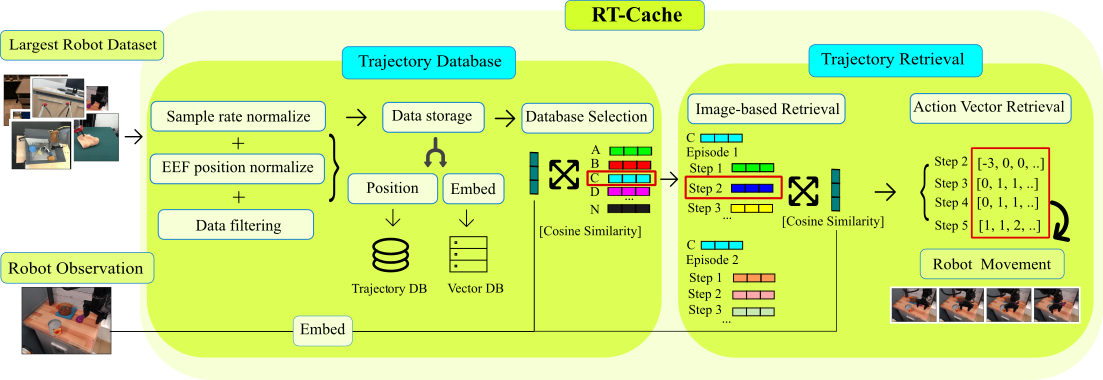 RT-Cache
Largest Robot Dataset
Trajectory Database
Trajectory Retrieval
Sample rate normalize
+
EEF position normalize
+
Data filtering
Data storage
Position
Embed
Trajectory DB
Vector DB
Database Selection
A
B
C
D
...
N
[Cosine Similarity]
Image-based Retrieval
C
Episode 1
Step 1
Step 2
Step 3
...
[Cosine Similarity]
C
Episode 2
Step 1
Step 2
Step 3
...
Action Vector Retrieval
Step 2 [-3, 0, 0, ..]
Step 3 [0, 1, 1, ..]
Step 4 [0, 1, 1, ..]
Step 5 [1, 1, 2, ..]
Robot Movement
Robot Observation
Embed